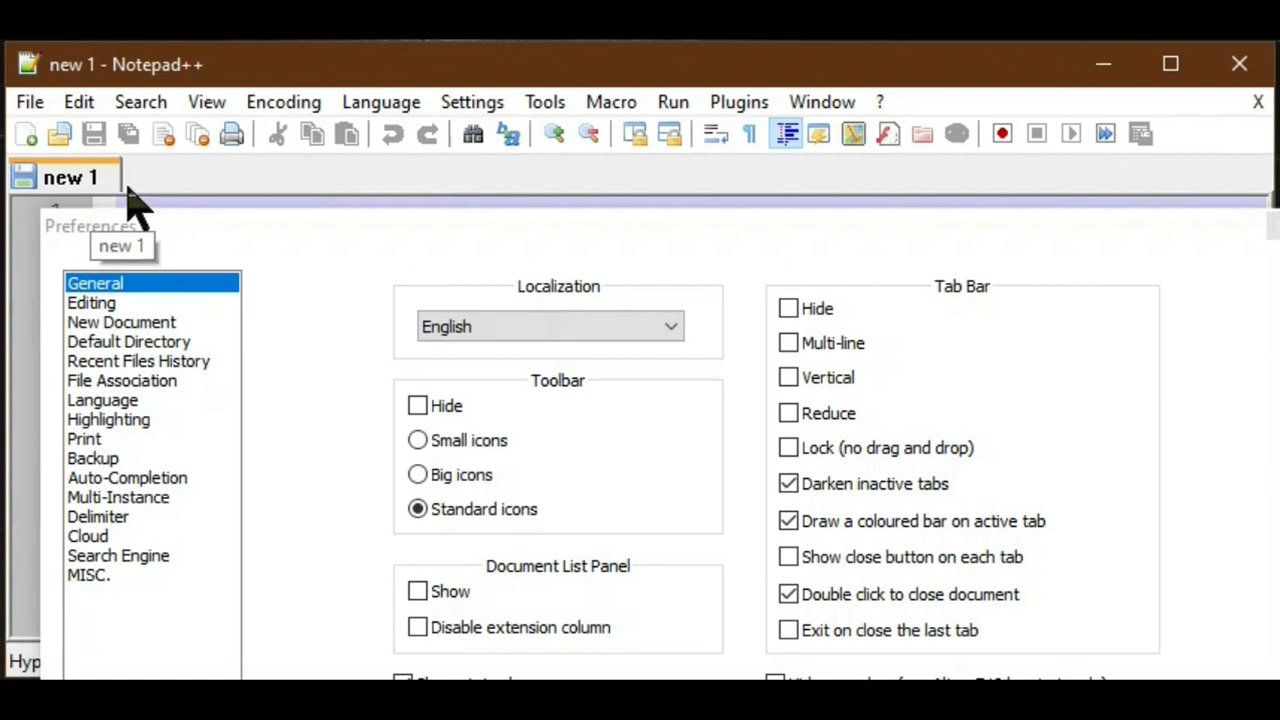 new 1 - Notepad++
File Edit Search View Encoding Language Settings Tools Macro Run Plugins Window ? X
new 1
Preferences
new 1
General
Editing
New Document
Default Directory
Recent Files History
File Association
Language
Highlighting
Print
Backup
Auto-Completion
Multi-Instance
Delimiter
Cloud
Search Engine
MISC.
Localization
English
Toolbar
Hide
Small icons
Big icons
Standard icons
Document List Panel
Show
Disable extension column
Tab Bar
Hide
Multi-line
Vertical
Reduce
Lock (no drag and drop)
Darken inactive tabs
Draw a coloured bar on active tab
Show close button on each tab
Double click to close document
Exit on close the last tab
Hyp